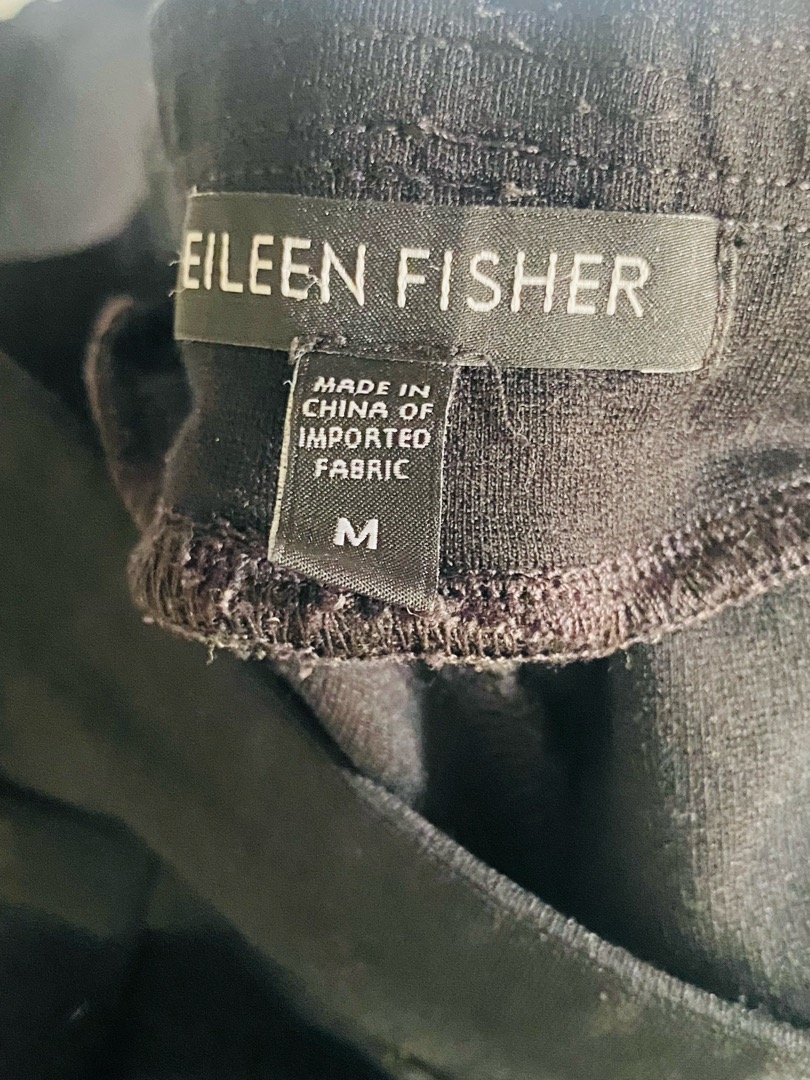 EILEEN FISHER
MADE IN
CHINA OF
IMPORTED
FABRIC
M